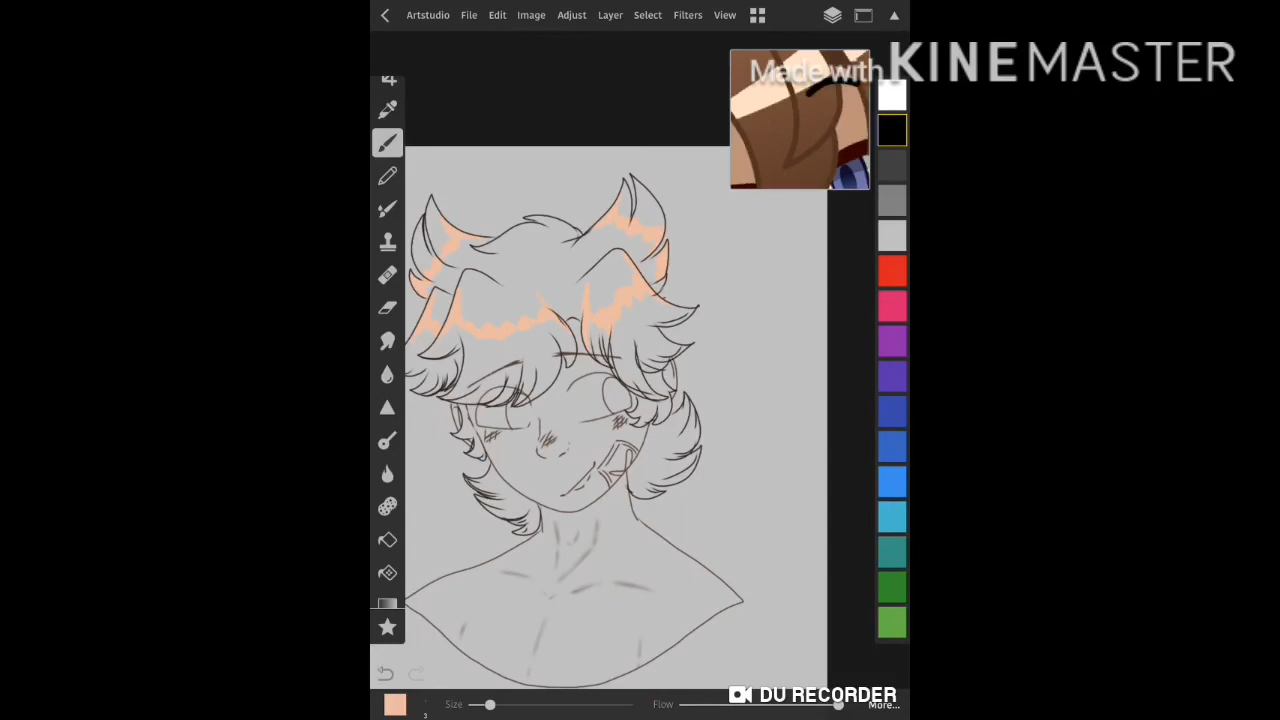 Artstudio File Edit Image Adjust Layer Select Filters View
Made with KINEMASTER
3 Size Flow More...
DU RECORDER